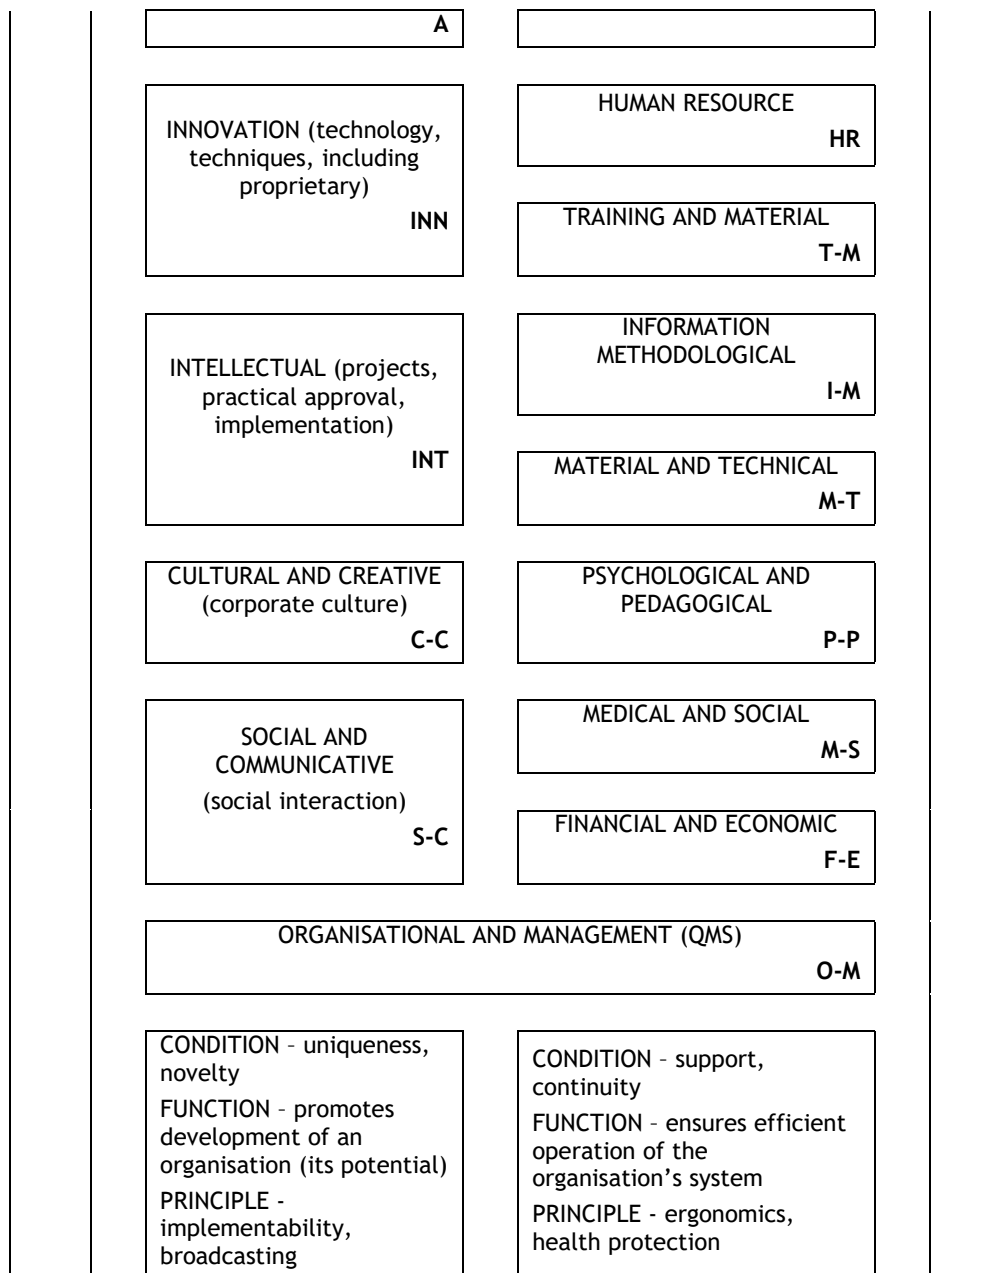 A
INNOVATION (technology,
techniques, including
proprietary)
INN
HUMAN RESOURCE
HR
TRAINING AND MATERIAL
T-M
INTELLECTUAL (projects,
practical approval,
implementation)
INT
INFORMATION
METHODOLOGICAL
I-M
MATERIAL AND TECHNICAL
M-T
CULTURAL AND CREATIVE
(corporate culture)
C-C
PSYCHOLOGICAL AND
PEDAGOGICAL
P-P
SOCIAL AND
COMMUNICATIVE
(social interaction)
S-C
MEDICAL AND SOCIAL
M-S
FINANCIAL AND ECONOMIC
F-E
ORGANISATIONAL AND MANAGEMENT (QMS)
O-M
CONDITION – uniqueness,
novelty
FUNCTION – promotes
development of an
organisation (its potential)
PRINCIPLE -
implementability,
broadcasting
CONDITION – support,
continuity
FUNCTION – ensures efficient
operation of the
organisation’s system
PRINCIPLE - ergonomics,
health protection